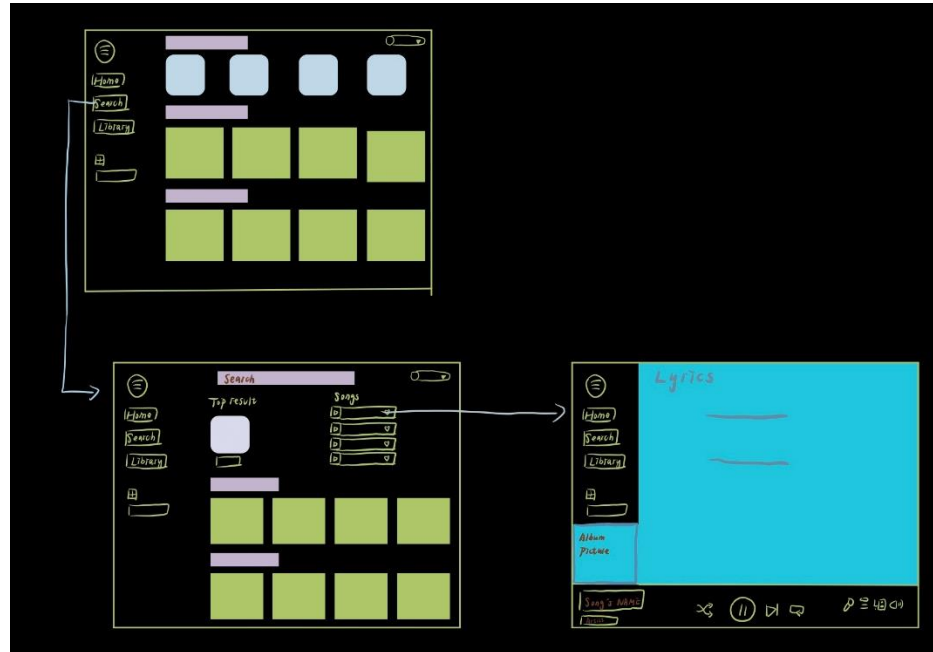 Home
Search
Library
Search
Top result
Songs
Home
Search
Library
Lyrics
Home
Search
Library
Album
Picture
Song's NAME